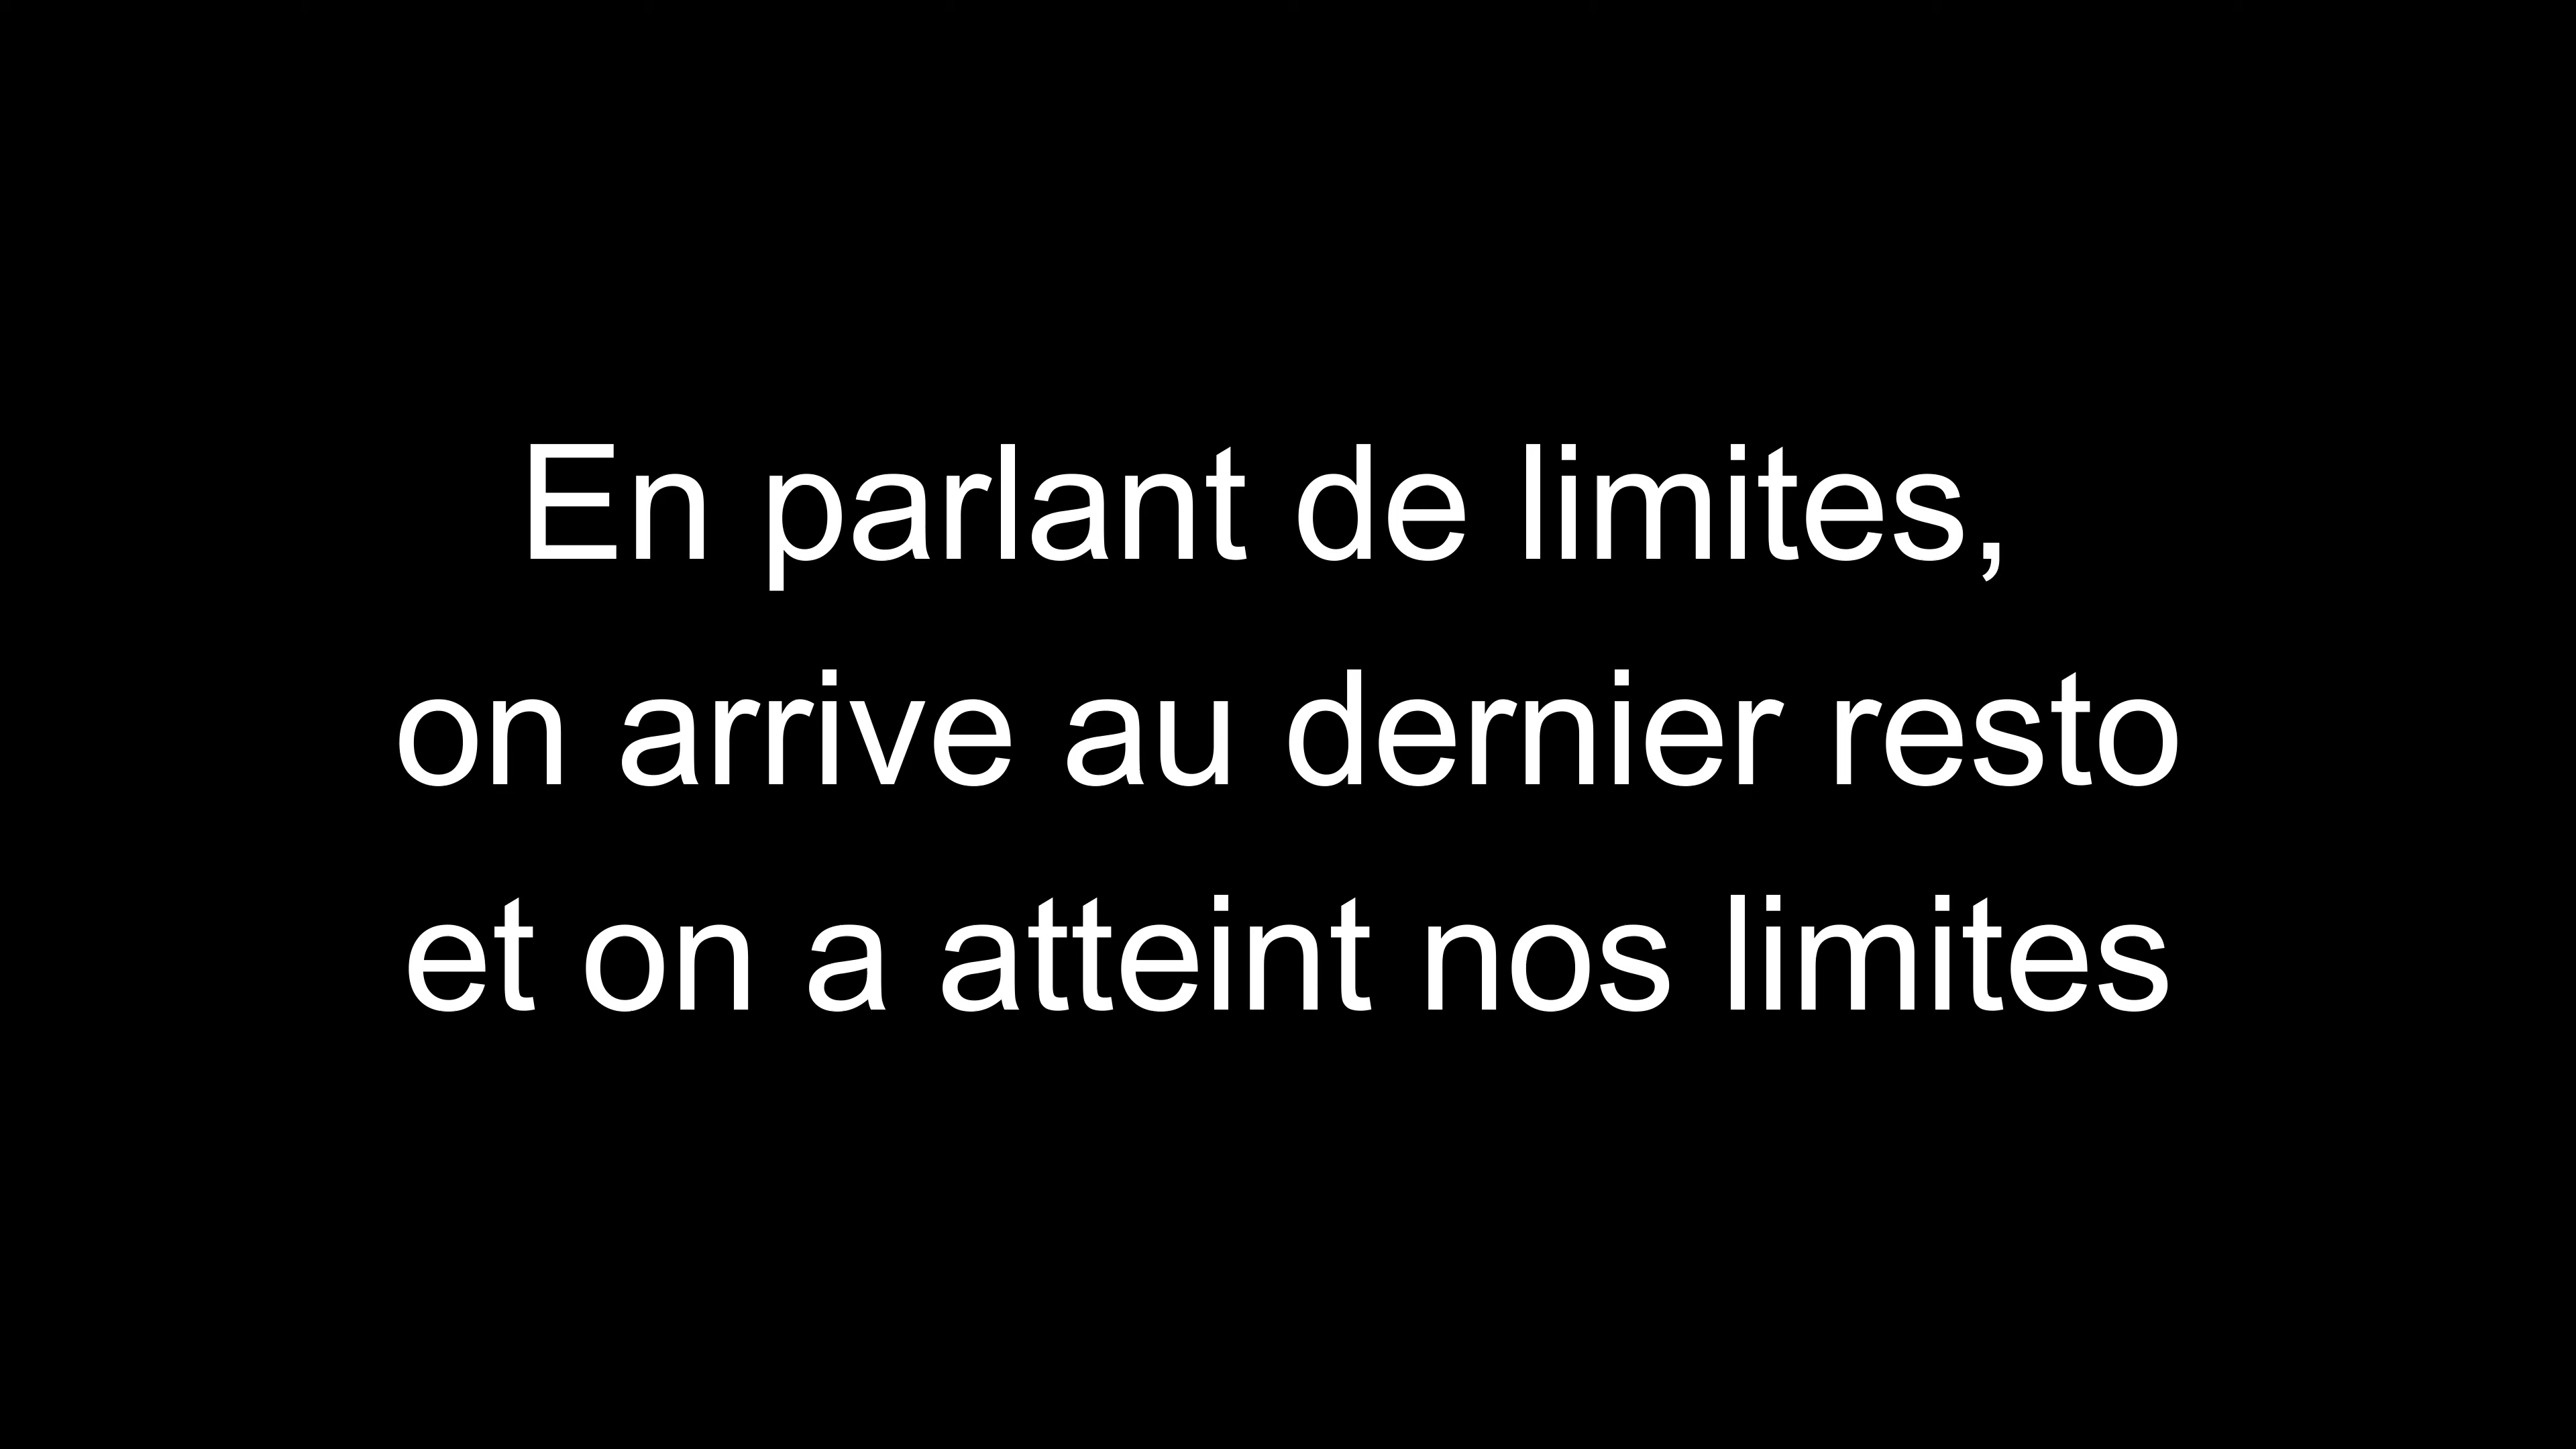 En parlant de limites,
on arrive au dernier resto
et on a atteint nos limites